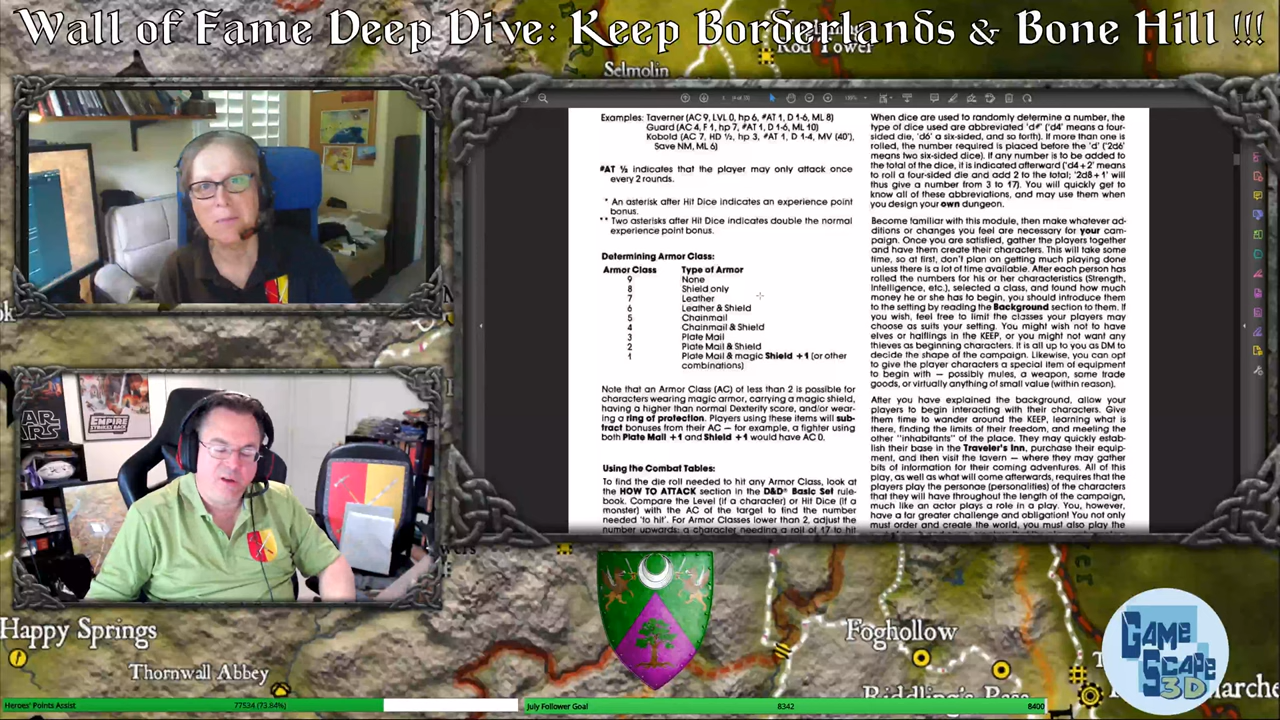 Wall of Fame Deep Dive: Keep Borderlands & Bone Hill !!!
Rod Tower
Selmolin
Examples: Taverner (AC 9, LVL 0, hp 6, #AT 1, D 1-6, ML 8)
Guard (AC 4, F 1, hp 7, #AT 1, D 1-6, ML 10)
Kobold (AC 7, HD ½, hp 3, #AT 1, D 1-4, MV (40'),
Save NM, ML 6)
#AT ½ indicates that the player may only attack once
every 2 rounds.
* An asterisk after Hit Dice indicates an experience point
bonus.
** Two asterisks after Hit Dice indicates double the normal
experience point bonus.
Determining Armor Class:
Armor Class Type of Armor
9 None
8 Shield only
7 Leather
6 Leather & Shield
5 Chainmail
4 Chainmail & Shield
3 Plate Mail
2 Plate Mail & Shield
1 Plate Mail & magic Shield +1 (or other
combinations)
Note that an Armor Class (AC) of less than 2 is possible for
characters wearing magic armor, carrying a magic shield,
having a higher than normal Dexterity score, and/or wear-
ing a ring of protection. Players using these items will sub-
tract bonuses from their AC — for example, a fighter using
both Plate Mail +1 and Shield +1 would have AC 0.
Using the Combat Tables:
To find the die roll needed to hit any Armor Class, look at
the HOW TO ATTACK section in the D&D® Basic Set rule-
book. Compare the Level (if a character) or Hit Dice (if a
monster) with the AC of the target to find the number
needed 'to hit'. For Armor Classes lower than 2, adjust the
number upwards; a character needing a roll of 17 to hit
When dice are used to randomly determine a number, the
type of dice used are abbreviated 'd#' ('d4' means a four-
sided die, 'd6' a six-sided, and so forth). If more than one is
rolled, the number required is placed before the 'd' ('2d6'
means two six-sided dice). If any number is to be added to
the total of the dice, it is indicated afterward ('d4+2' means
to roll a four-sided die and add 2 to the total; '2d8+1' will
thus give a number from 3 to 17). You will quickly get to
know all of these abbreviations, and may use them when
you design your own dungeon.
Become familiar with this module, then make whatever ad-
ditions or changes you feel are necessary for your cam-
paign. Once you are satisfied, gather the players together
and have them create their characters. This will take some
time, so at first, don't plan on getting much playing done
unless there is a lot of time available. After each person has
rolled the numbers for his or her characteristics (Strength,
Intelligence, etc.), selected a class, and found how much
money he or she has to begin, you should introduce them
to the setting by reading the Background section to them. If
you wish, feel free to limit the classes your players may
choose as suits your setting. You might wish not to have
elves or halflings in the KEEP, or you might not want any
thieves as beginning characters. It is all up to you as DM to
decide the shape of the campaign. Likewise, you can opt
to give the player characters a special item of equipment
to begin with — possibly mules, a weapon, some trade
goods, or virtually anything of small value (within reason).
After you have explained the background, allow your
players to begin interacting with their characters. Give
them time to wander around the KEEP, learning what is
there, finding the limits of their freedom, and meeting the
other "inhabitants" of the place. They may quickly estab-
lish their base in the Traveler's Inn, purchase their equip-
ment, and then visit the tavern — where they may gather
bits of information for their coming adventures. All of this
play, as well as what will come afterwards, requires that the
players play the personae (personalities) of the characters
that they will have throughout the length of the campaign,
much like an actor plays a role in a play. You, however,
have a far greater challenge and obligation! You not only
must order and create the world, you must also play the
STAR WARS
THE EMPIRE STRIKES BACK
Happy Springs
Thornwall Abbey
Foghollow
GAME
SCAPE
3D
Heroes' Points Assist 77534 (73.84%)
July Follower Goal 8342 8400